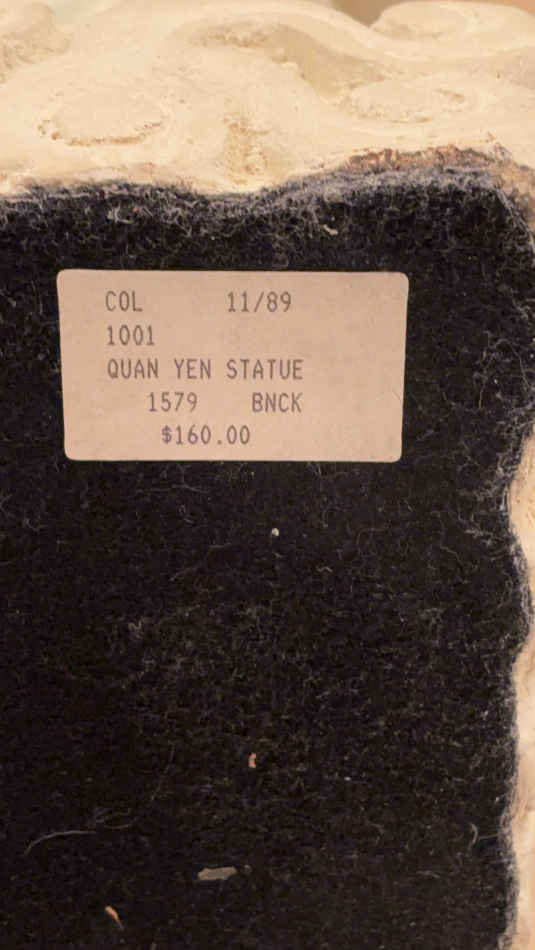 COL 11/89
1001
QUAN YEN STATUE
1579 BNCK
$160.00